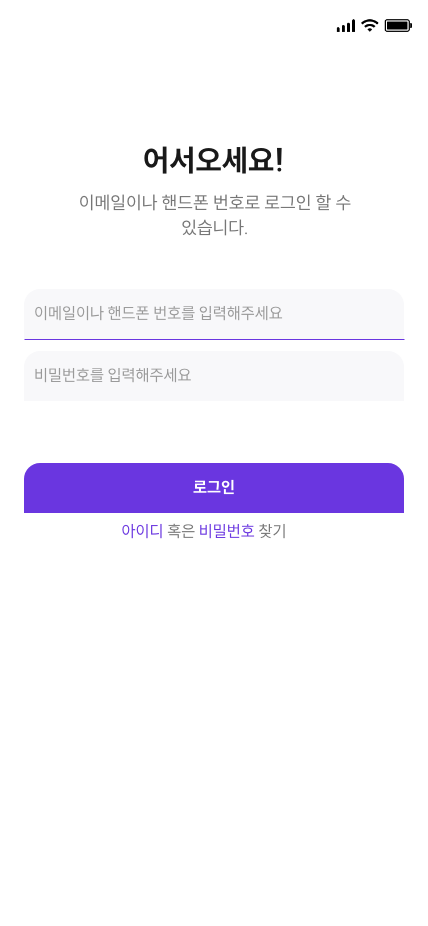 어서오세요!
이메일이나 핸드폰 번호로 로그인 할 수
있습니다.
이메일이나 핸드폰 번호를 입력해주세요
비밀번호를 입력해주세요
로그인
아이디 혹은 비밀번호 찾기